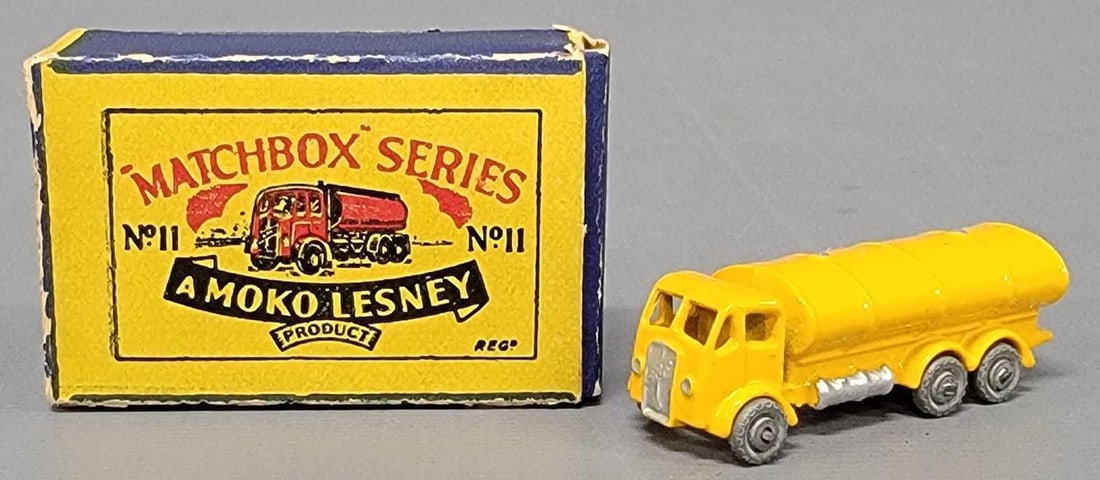 "MATCHBOX" SERIES
Nº11 Nº11
A MOKO LESNEY
PRODUCT
REGD